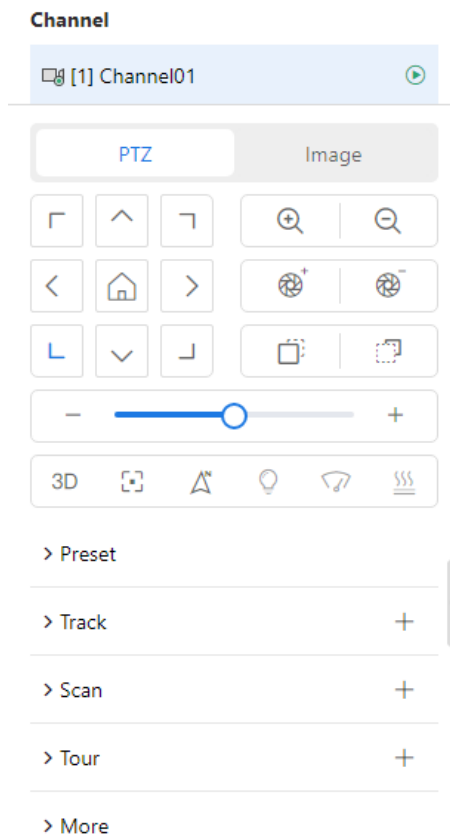 Channel
[1] Channel01
PTZ Image
3D N
Preset
Track
Scan
Tour
More